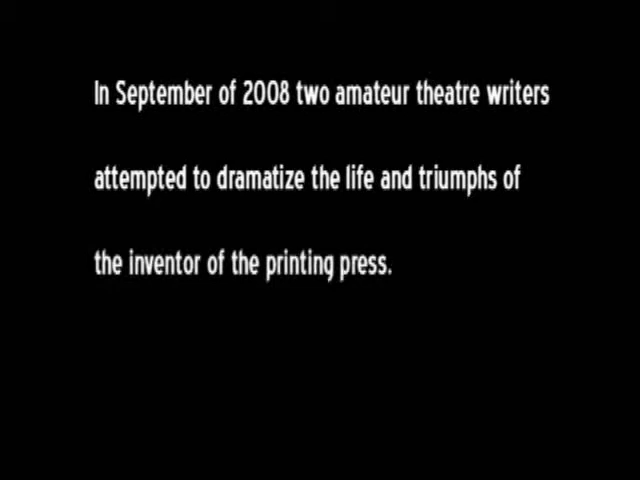 In September of 2008 two amateur theatre writers
attempted to dramatize the life and triumphs of
the inventor of the printing press.